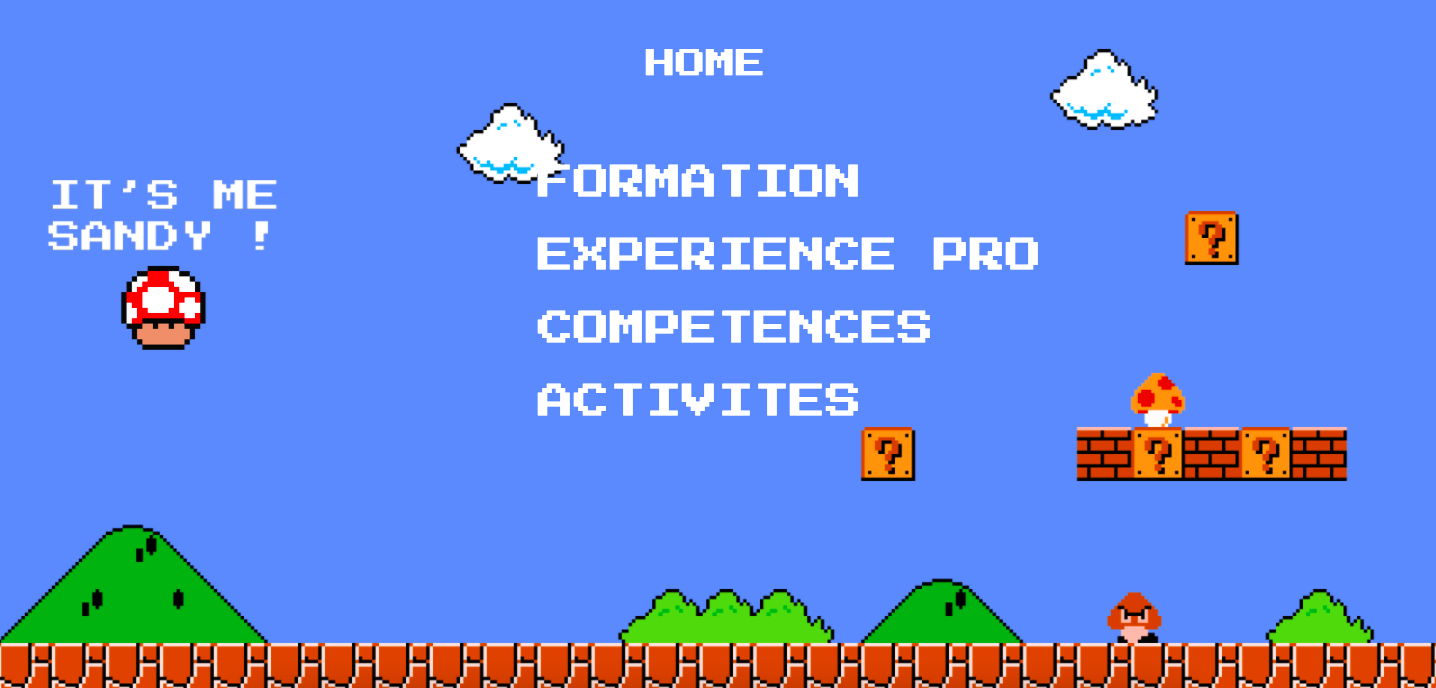 HOME
IT'S ME
SANDY !
FORMATION
EXPERIENCE PRO
COMPETENCES
ACTIVITES
?
?
? ?